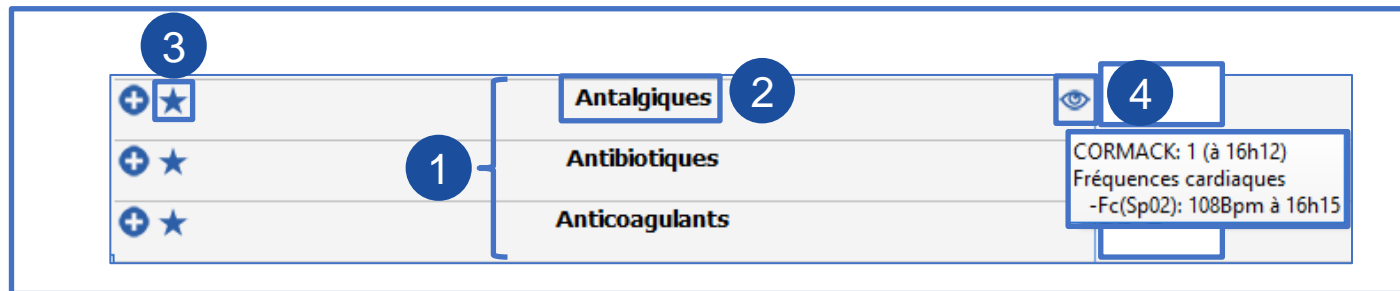 3
Antalgiques 2 4
1 Antibiotiques
Anticoagulants
CORMACK: 1 (à 16h12)
Fréquences cardiaques
-Fc(Sp02): 108Bpm à 16h15